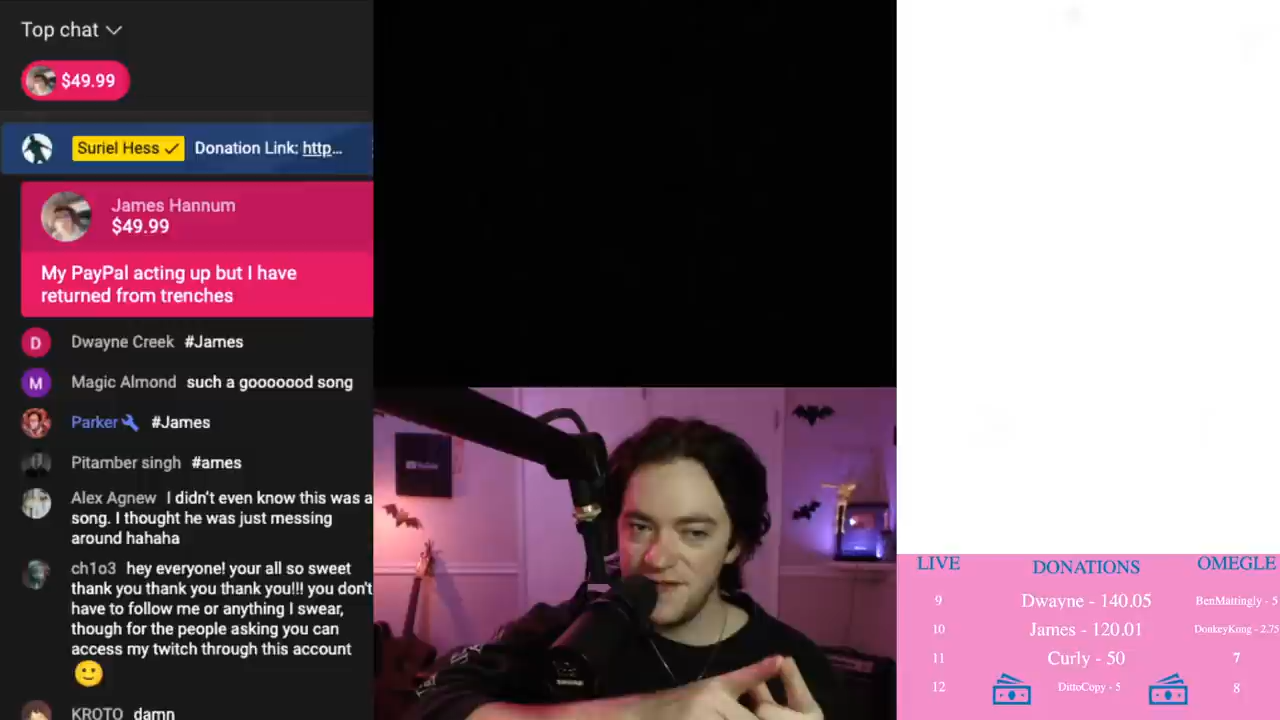 Top chat
$49.99
Suriel Hess Donation Link: http...
James Hannum
$49.99
My PayPal acting up but I have
returned from trenches
Dwayne Creek #James
Magic Almond such a gooooood song
Parker #James
Pitamber singh #ames
Alex Agnew I didn't even know this was a
song. I thought he was just messing
around hahaha
ch1o3 hey everyone! your all so sweet
thank you thank you thank you!!! you don't
have to follow me or anything I swear,
though for the people asking you can
access my twitch through this account
KROTO damn
LIVE
DONATIONS
OMEGLE
9
Dwayne - 140.05
BenMattingly - 5
10
James - 120.01
DonkeyKong - 2.75
11
Curly - 50
7
12
DittoCopy - 5
8